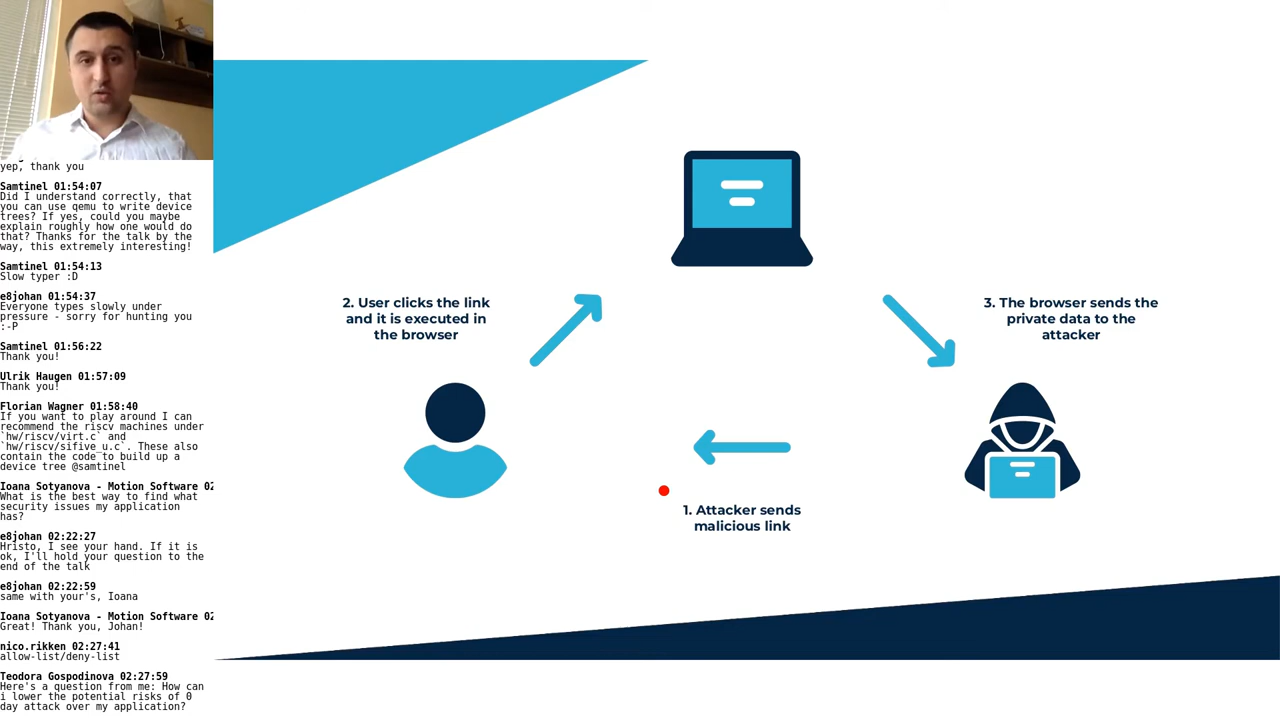 yep, thank you
Samtinel 01:54:07
Did I understand correctly, that
you can use qemu to write device
trees? If yes, could you maybe
explain roughly how one would do
that? Thanks for the talk by the
way, this extremely interesting!
Samtinel 01:54:13
Slow typer :D
e8johan 01:54:37
Everyone types slowly under
pressure - sorry for hunting you
:-P
Samtinel 01:56:22
Thank you!
Ulrik Haugen 01:57:09
Thank you!
Florian Wagner 01:58:40
If you want to play around I can
recommend the riscv machines under
`hw/riscv/virt.c` and
`hw/riscv/sifive_u.c`. These also
contain the code to build up a
device tree @samtinel
Ioana Sotyanova - Motion Software 02
What is the best way to find what
security issues my application
has?
e8johan 02:22:27
Hristo, I see your hand. If it is
ok, I'll hold your question to the
end of the talk
e8johan 02:22:59
same with your's, Ioana
Ioana Sotyanova - Motion Software 02
Great! Thank you, Johan!
nico.rikken 02:27:41
allow-list/deny-list
Teodora Gospodinova 02:27:59
Here's a question from me: How can
i lower the potential risks of 0
day attack over my application?
2. User clicks the link
and it is executed in
the browser
3. The browser sends the
private data to the
attacker
1. Attacker sends
malicious link